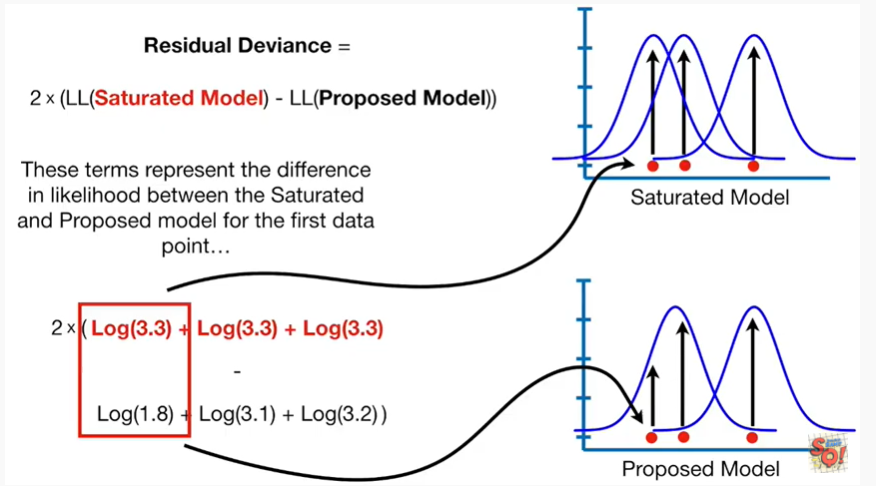 Residual Deviance =
2 × (LL(Saturated Model) - LL(Proposed Model))
These terms represent the difference
in likelihood between the Saturated
and Proposed model for the first data
point…
2 × ( Log(3.3) + Log(3.3) + Log(3.3)
-
Log(1.8) + Log(3.1) + Log(3.2))
Saturated Model
Proposed Model
SQ!